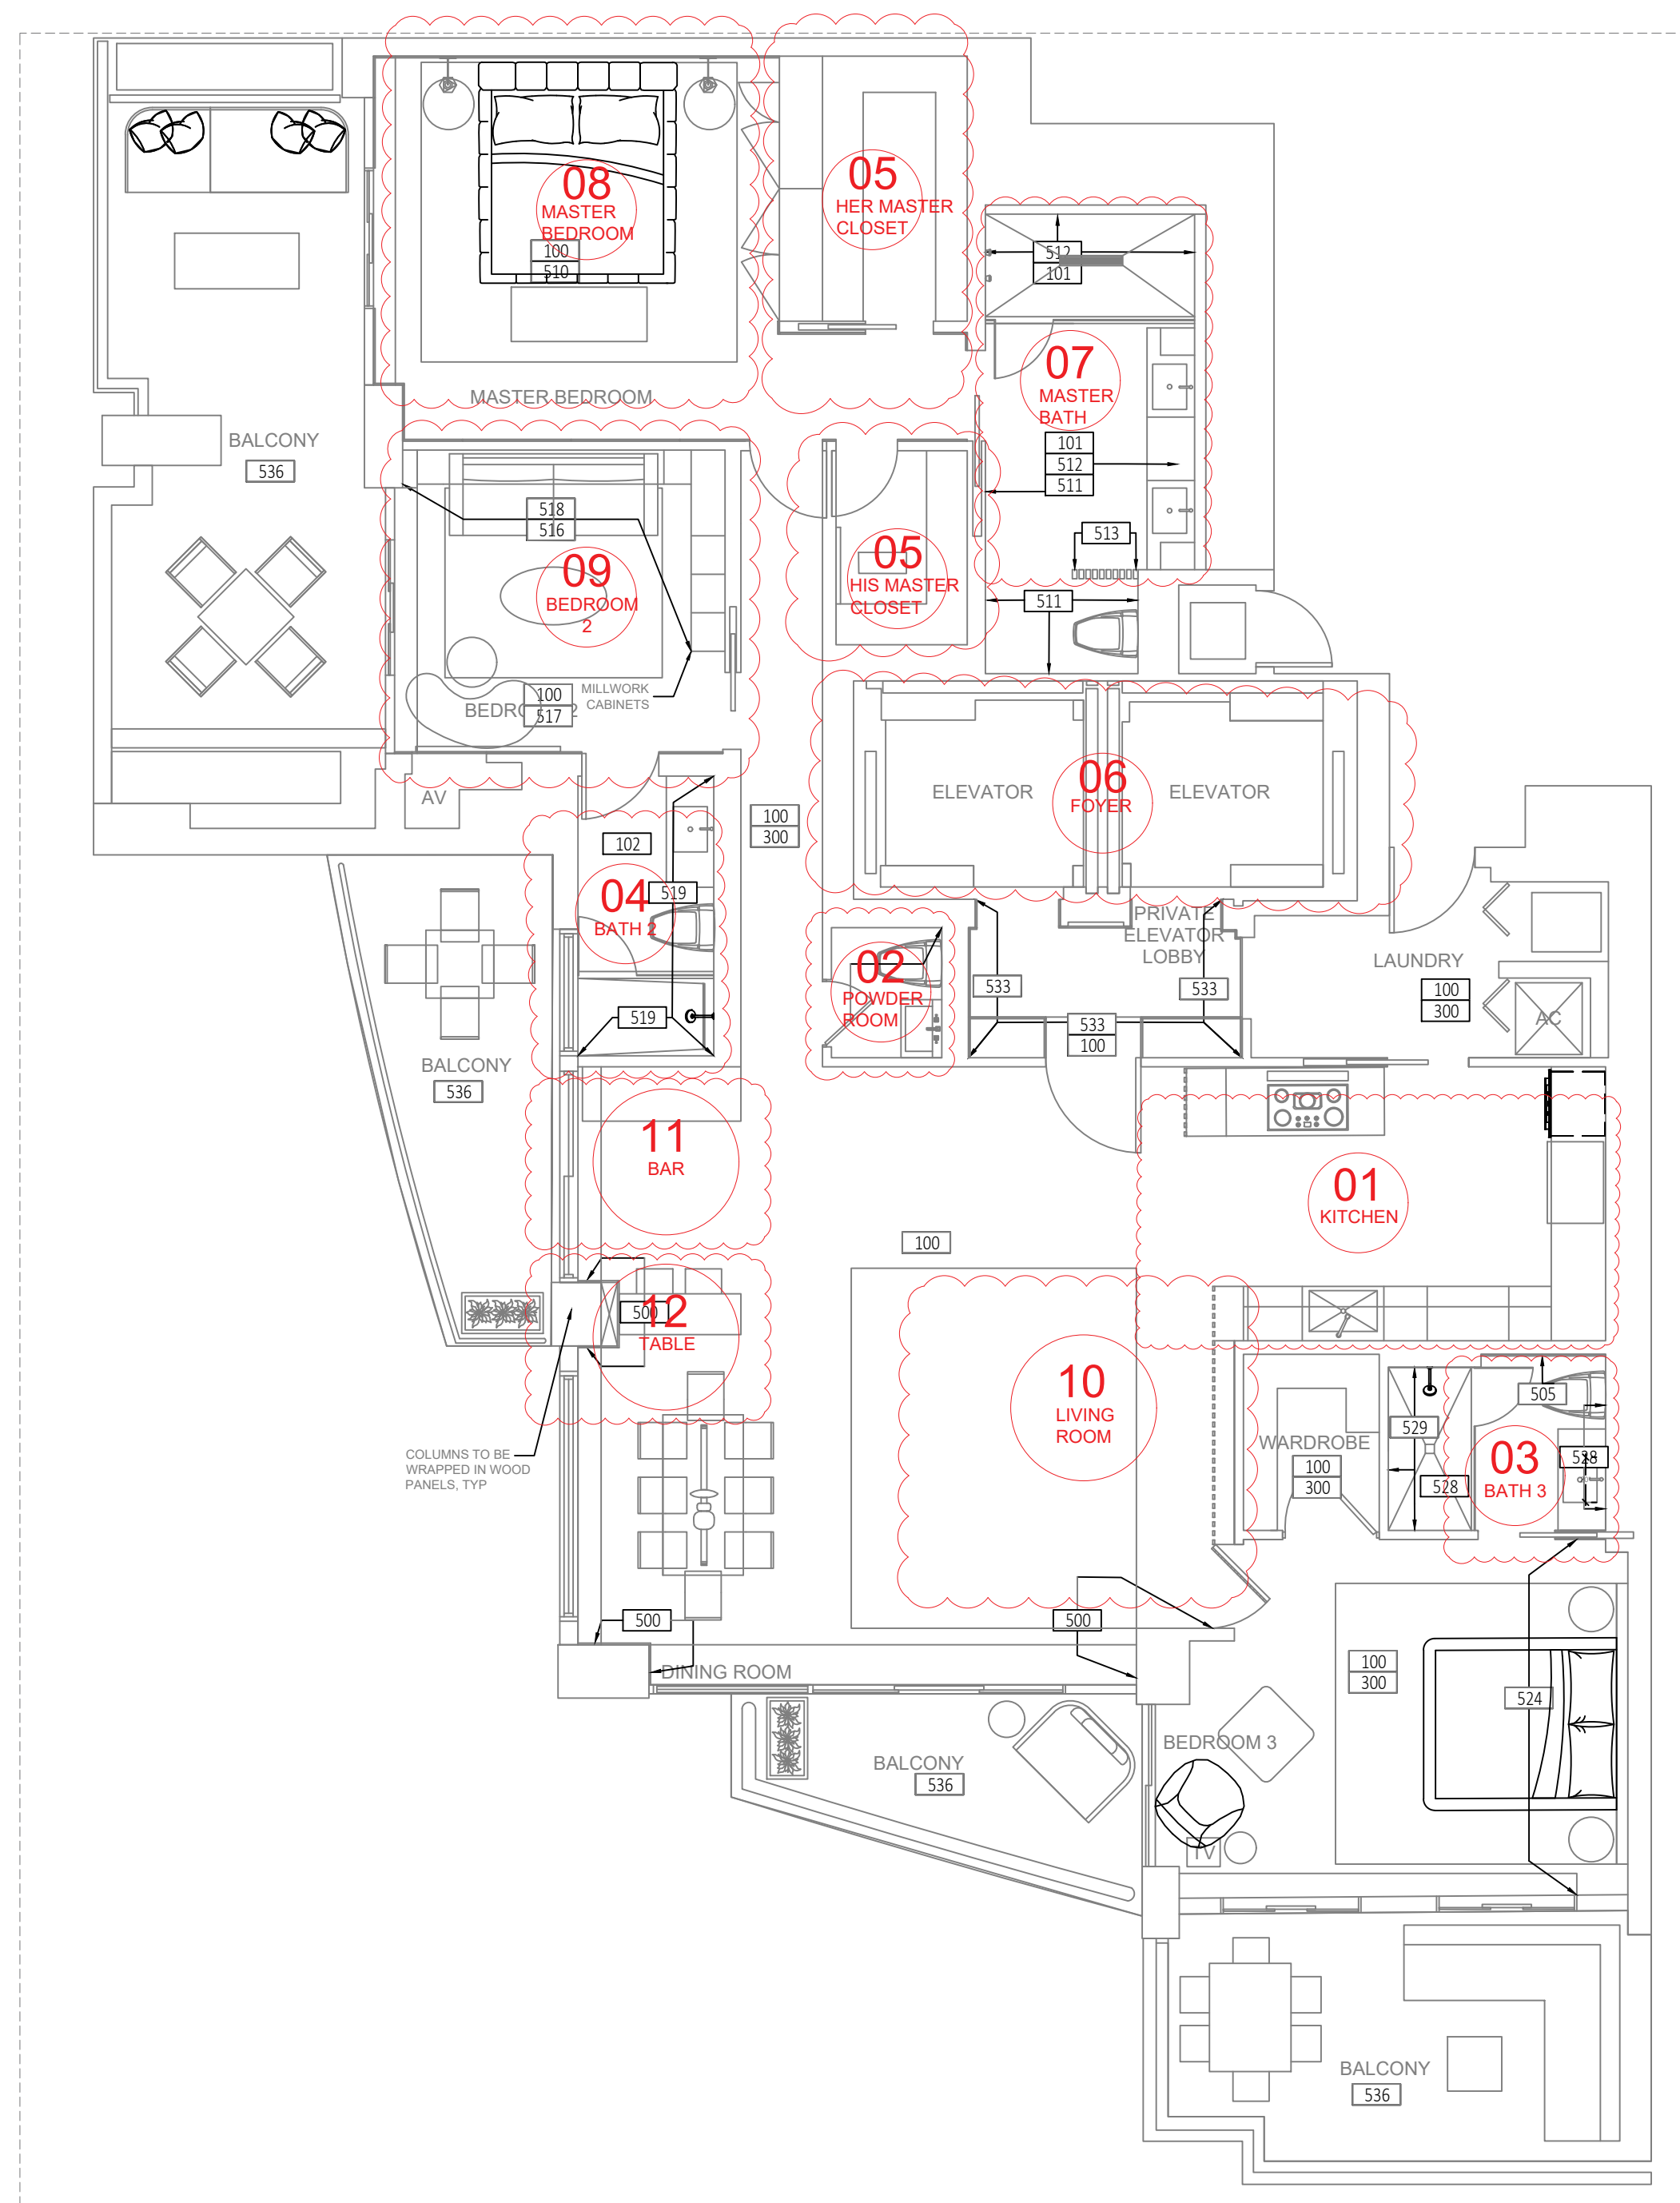 08
MASTER
BEDROOM
100
510
MASTER BEDROOM
05
HER MASTER
CLOSET
512
101
07
MASTER
BATH
101
512
511
513
511
BALCONY
536
518
516
09
BEDROOM
2
100
517
MILLWORK
CABINETS
05
HIS MASTER
CLOSET
AV
ELEVATOR
06
FOYER
ELEVATOR
100
300
102
04
BATH 2
519
519
02
POWDER
ROOM
PRIVATE
ELEVATOR
LOBBY
533
533
533
100
LAUNDRY
100
300
AC
BALCONY
536
11
BAR
01
KITCHEN
100
12
TABLE
500
10
LIVING
ROOM
COLUMNS TO BE
WRAPPED IN WOOD
PANELS, TYP
WARDROBE
100
300
529
528
505
03
BATH 3
528
500
500
DINING ROOM
100
300
524
BEDROOM 3
TV
BALCONY
536
BALCONY
536